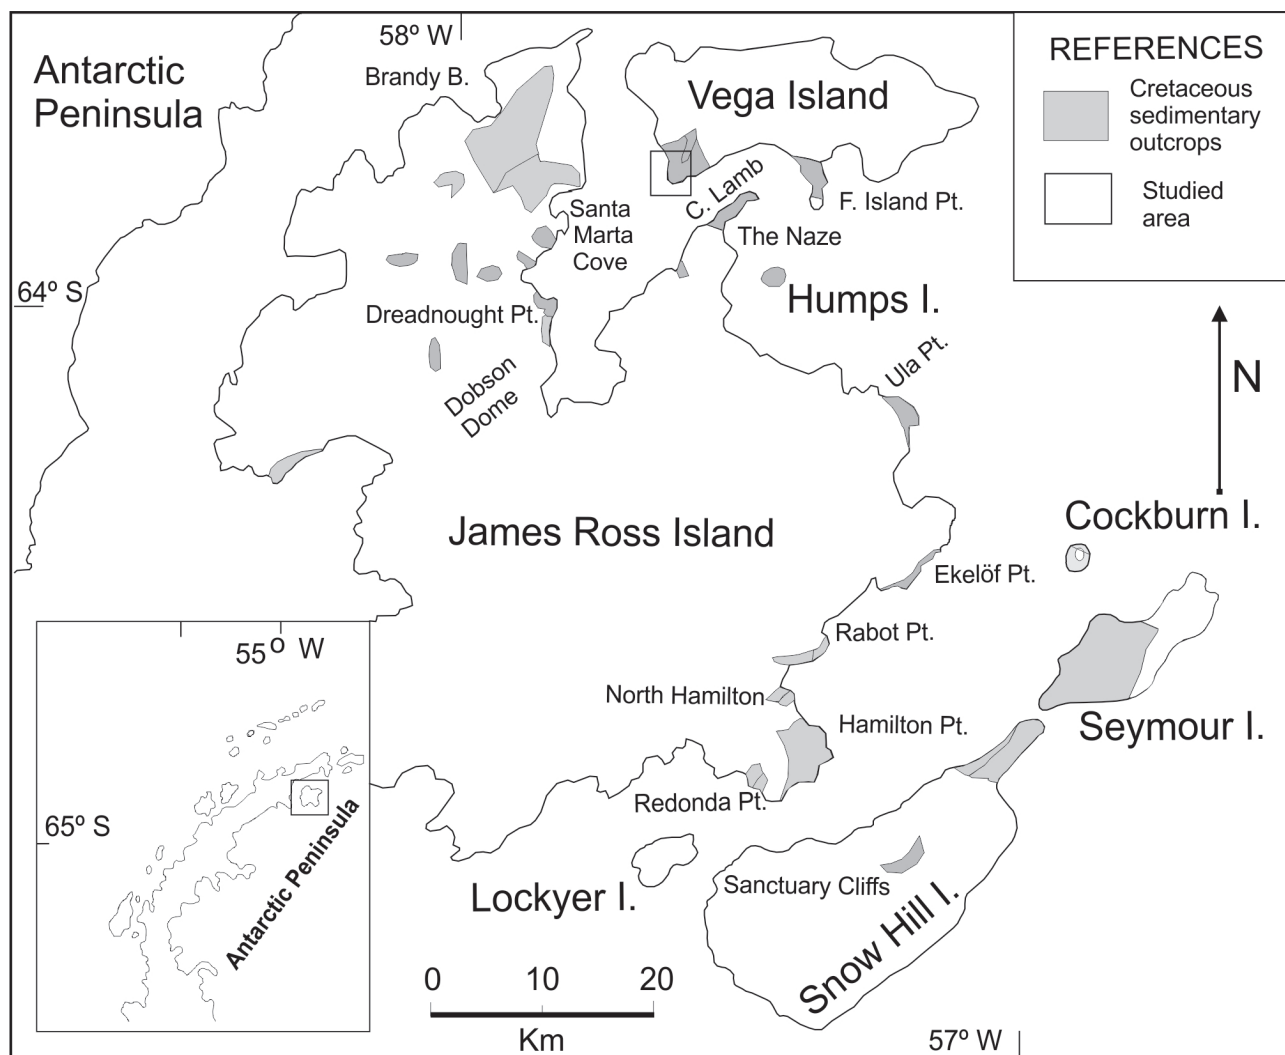 58º W
Antarctic
Peninsula
Brandy B.
Vega Island
REFERENCES
Cretaceous
sedimentary
outcrops
Studied
area
C. Lamb
F. Island Pt.
Santa
Marta
Cove
The Naze
64º S
Humps I.
Dreadnought Pt.
Ula Pt.
N
Dobson
Dome
James Ross Island
Cockburn I.
Ekelöf Pt.
Rabot Pt.
North Hamilton
Hamilton Pt.
Seymour I.
Redonda Pt.
55º W
65º S
Antarctic Peninsula
Lockyer I.
Sanctuary Cliffs
Snow Hill I.
0 10 20
Km
57º W